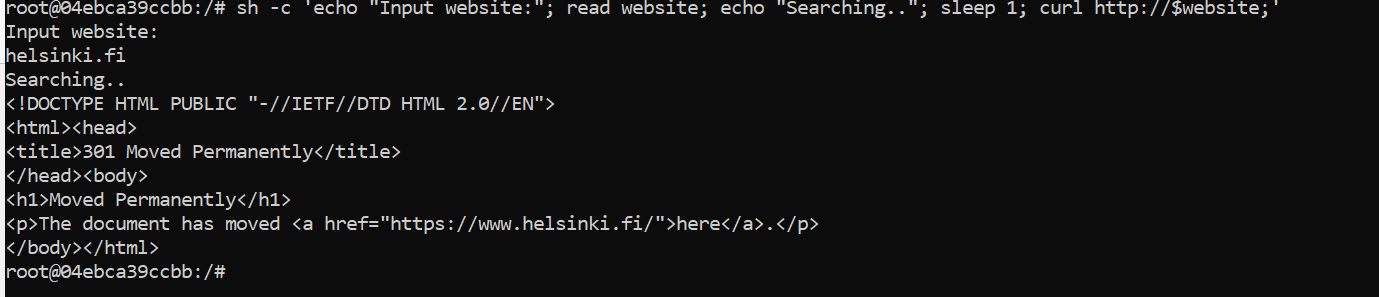 root@04ebca39ccbb:/# sh -c 'echo "Input website:"; read website; echo "Searching.."; sleep 1; curl http://$website;'
Input website:
helsinki.fi
Searching..
<!DOCTYPE HTML PUBLIC "-//IETF//DTD HTML 2.0//EN">
<html><head>
<title>301 Moved Permanently</title>
</head><body>
<h1>Moved Permanently</h1>
<p>The document has moved <a href="https://www.helsinki.fi/">here</a>.</p>
</body></html>
root@04ebca39ccbb:/#